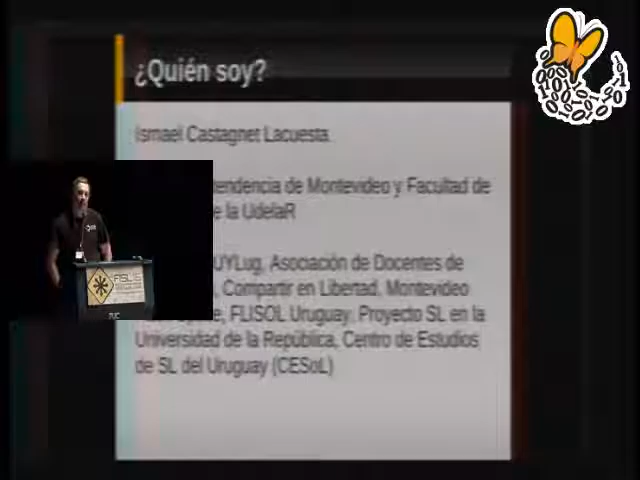 ¿Quién soy?
Ismael Castagnet Lacuesta.
tendencia de Montevideo y Facultad de
e la UdelaR
UYLug, Asociación de Docentes de
, Compartir en Libertad, Montevideo
e, FLISOL Uruguay, Proyecto SL en la
Universidad de la República, Centro de Estudios
de SL del Uruguay (CESoL)
FISL